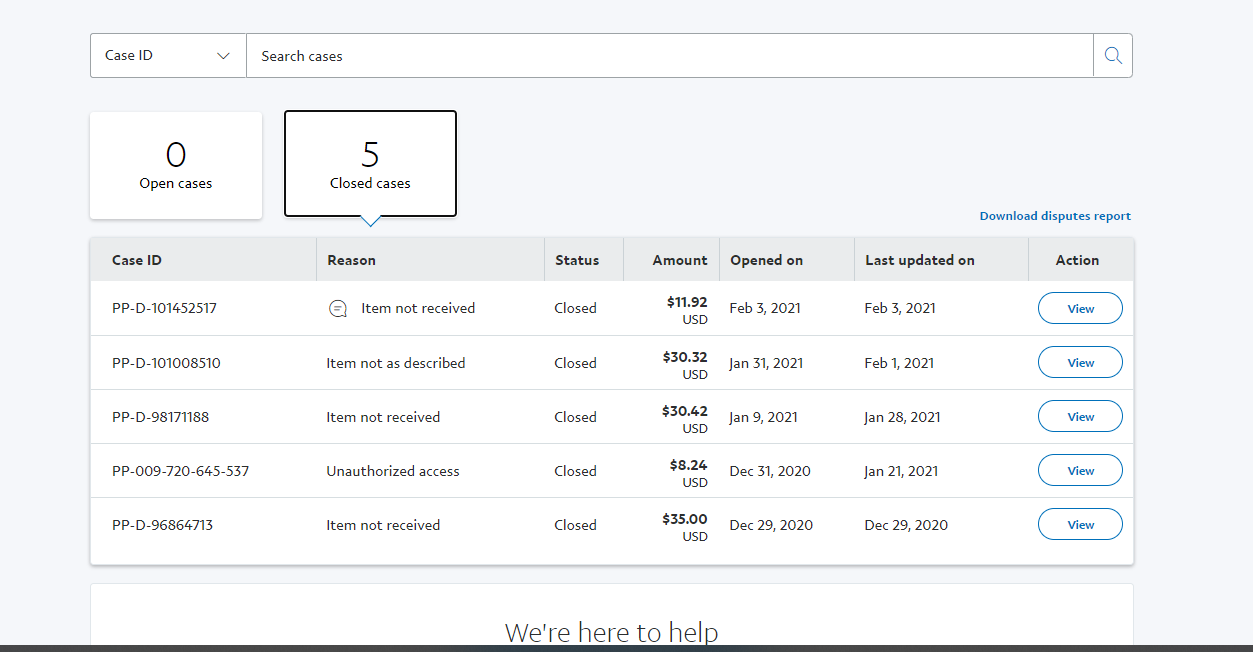 Case ID
Search cases
0
Open cases
5
Closed cases
Download disputes report
Case ID Reason Status Amount Opened on Last updated on Action
PP-D-101452517 Item not received Closed $11.92 USD Feb 3, 2021 Feb 3, 2021 View
PP-D-101008510 Item not as described Closed $30.32 USD Jan 31, 2021 Feb 1, 2021 View
PP-D-98171188 Item not received Closed $30.42 USD Jan 9, 2021 Jan 28, 2021 View
PP-009-720-645-537 Unauthorized access Closed $8.24 USD Dec 31, 2020 Jan 21, 2021 View
PP-D-96864713 Item not received Closed $35.00 USD Dec 29, 2020 Dec 29, 2020 View
We're here to help